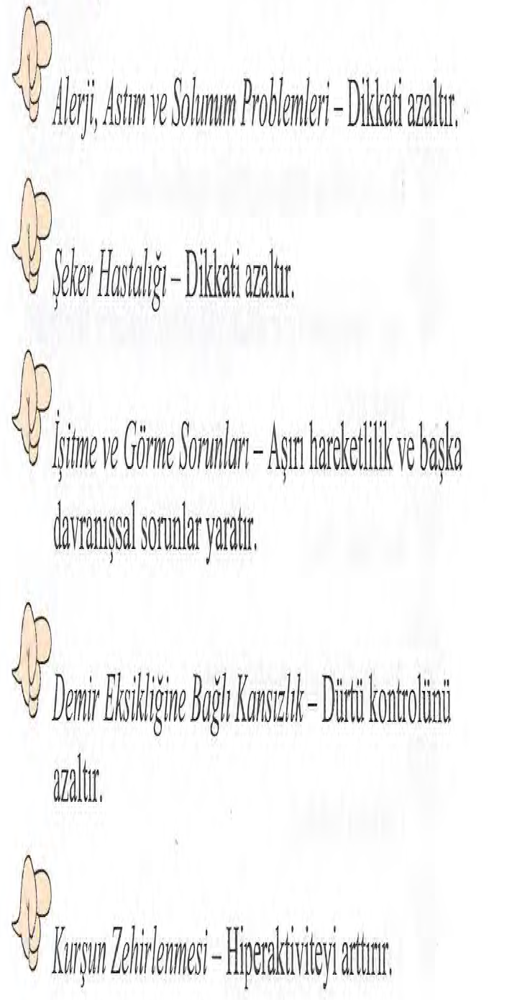 Alerji, Astım ve Solunum Problemleri – Dikkati azaltır.
Şeker Hastalığı – Dikkati azaltır.
İşitme ve Görme Sorunları – Aşırı hareketlilik ve başka
davranışsal sorunlar yaratır.
Demir Eksikliğine Bağlı Kansızlık – Dürtü kontrolünü
azaltır.
Kurşun Zehirlenmesi – Hiperaktiviteyi arttırır.